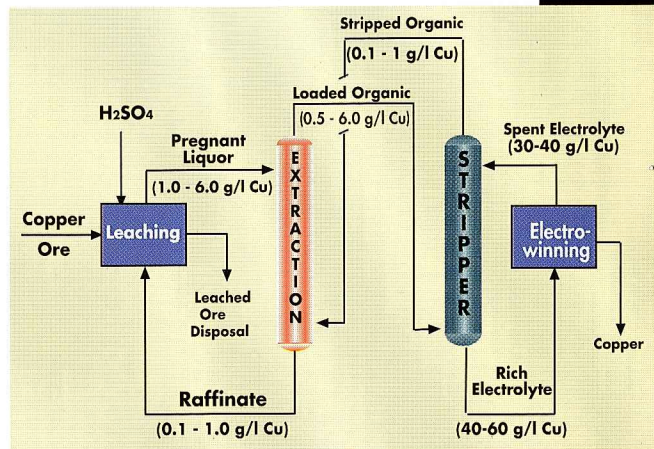 Stripped Organic
(0.1 - 1 g/l Cu)
Loaded Organic
(0.5 - 6.0 g/l Cu)
H2SO4
Pregnant
Liquor
(1.0 - 6.0 g/l Cu)
Spent Electrolyte
(30-40 g/l Cu)
EXTRACTION
STRIPPER
Copper
Ore
Leaching
Electro-
winning
Leached
Ore
Disposal
Copper
Raffinate
(0.1 - 1.0 g/l Cu)
Rich
Electrolyte
(40-60 g/l Cu)